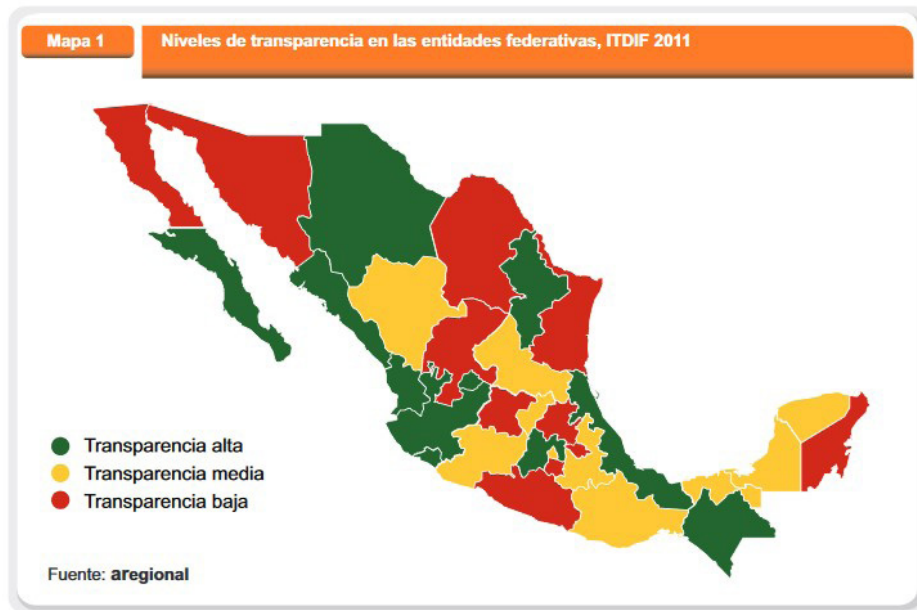 Mapa 1
Niveles de transparencia en las entidades federativas, ITDIF 2011
Transparencia alta
Transparencia media
Transparencia baja
Fuente: aregional